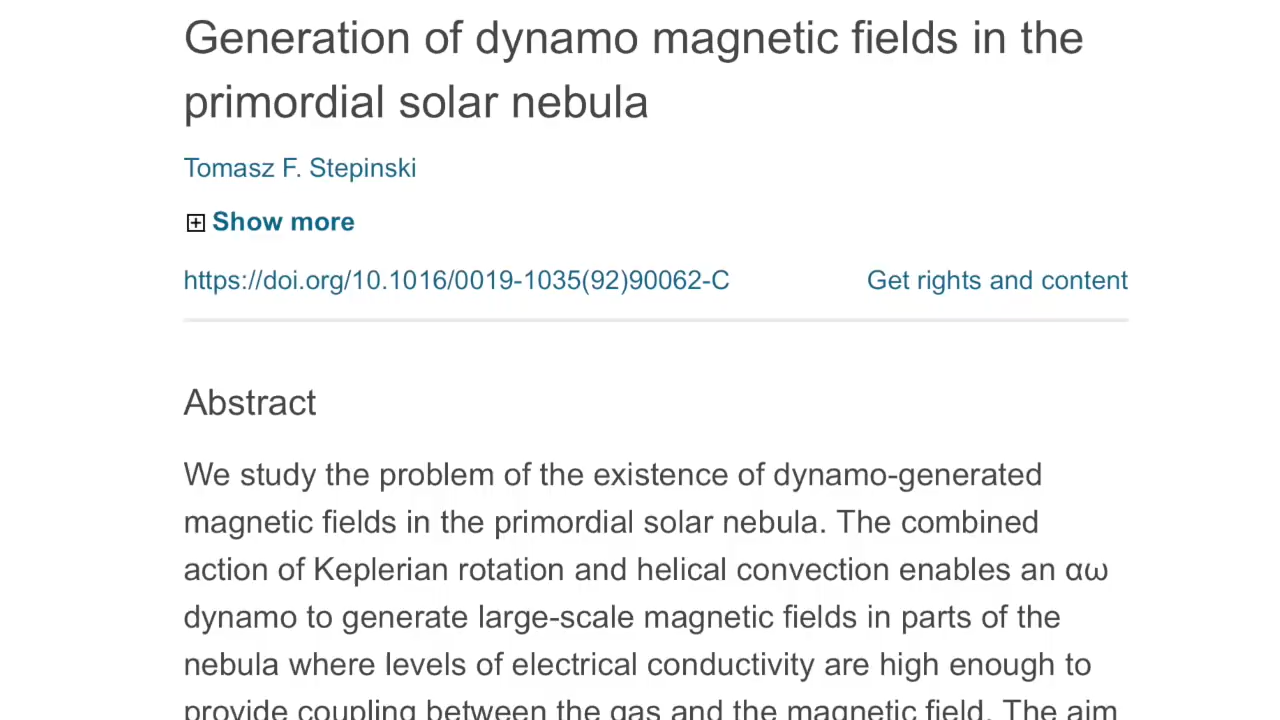 Generation of dynamo magnetic fields in the
primordial solar nebula
Tomasz F. Stepinski
Show more
https://doi.org/10.1016/0019-1035(92)90062-C
Get rights and content
Abstract
We study the problem of the existence of dynamo-generated
magnetic fields in the primordial solar nebula. The combined
action of Keplerian rotation and helical convection enables an αω
dynamo to generate large-scale magnetic fields in parts of the
nebula where levels of electrical conductivity are high enough to
provide coupling between the gas and the magnetic field. The aim